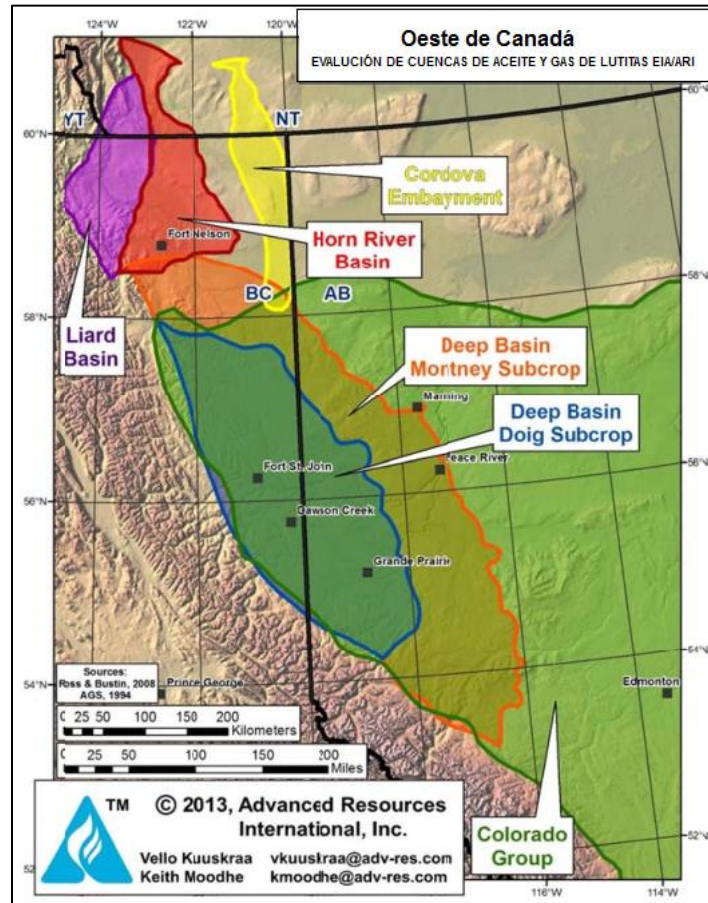 Oeste de Canadá
EVALUCIÓN DE CUENCAS DE ACEITE Y GAS DE LUTITAS EIA/ARI
124°W
122°W
120°W
60°N
60°N
YT
NT
Cordova
Embayment
Fort Nelson
Horn River
Basin
BC
AB
58°N
58°N
Liard
Basin
Deep Basin
Montney Subcrop
Manning
Deep Basin
Doig Subcrop
Peace River
56°N
56°N
Fort St. John
Dawson Creek
Grande Prairie
54°N
54°N
Sources:
Ross & Bustin, 2008
AGS, 1994
Prince George
Edmonton
0 25 50 100 150 200
Kilometers
0 25 50 100 150 200
Miles
52°N
TM
© 2013, Advanced Resources
International, Inc.
Vello Kuuskraa vkuuskraa@adv-res.com
Keith Moodhe kmoodhe@adv-res.com
Colorado
Group
116°W
114°W